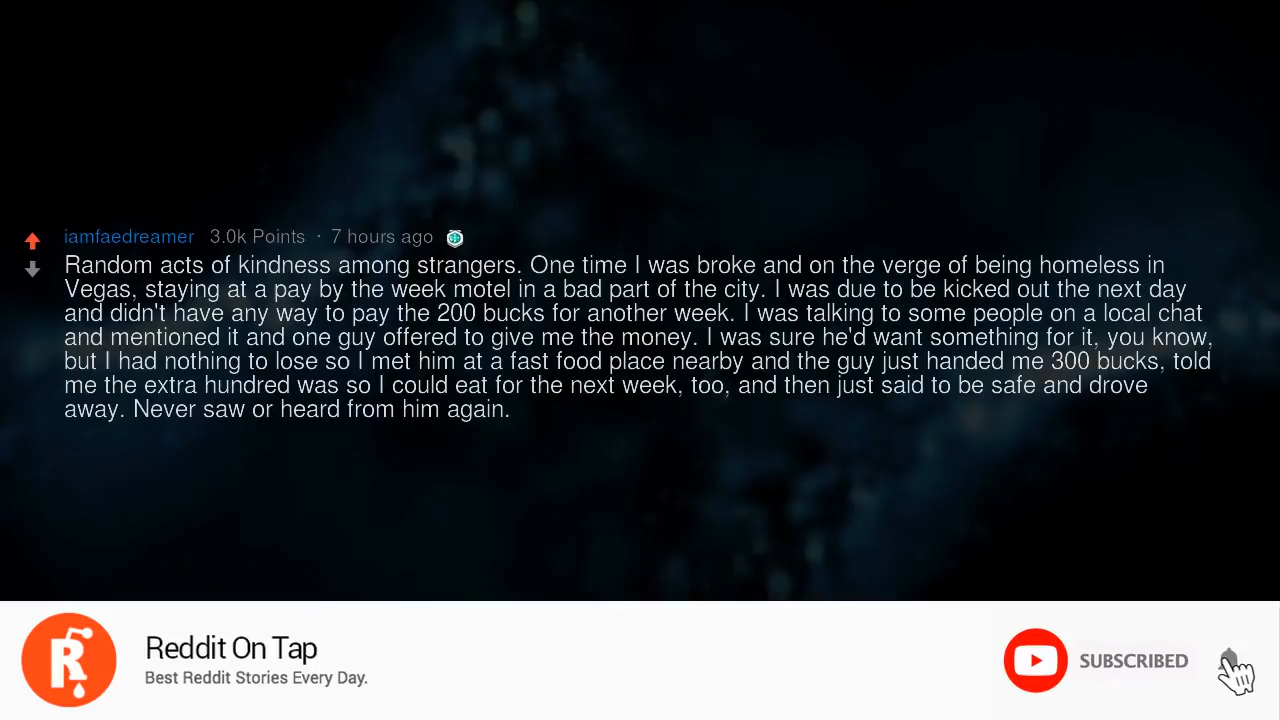 iamfaedreamer 3.0k Points · 7 hours ago
Random acts of kindness among strangers. One time I was broke and on the verge of being homeless in
Vegas, staying at a pay by the week motel in a bad part of the city. I was due to be kicked out the next day
and didn't have any way to pay the 200 bucks for another week. I was talking to some people on a local chat
and mentioned it and one guy offered to give me the money. I was sure he'd want something for it, you know,
but I had nothing to lose so I met him at a fast food place nearby and the guy just handed me 300 bucks, told
me the extra hundred was so I could eat for the next week, too, and then just said to be safe and drove
away. Never saw or heard from him again.
R
Reddit On Tap
Best Reddit Stories Every Day.
SUBSCRIBED